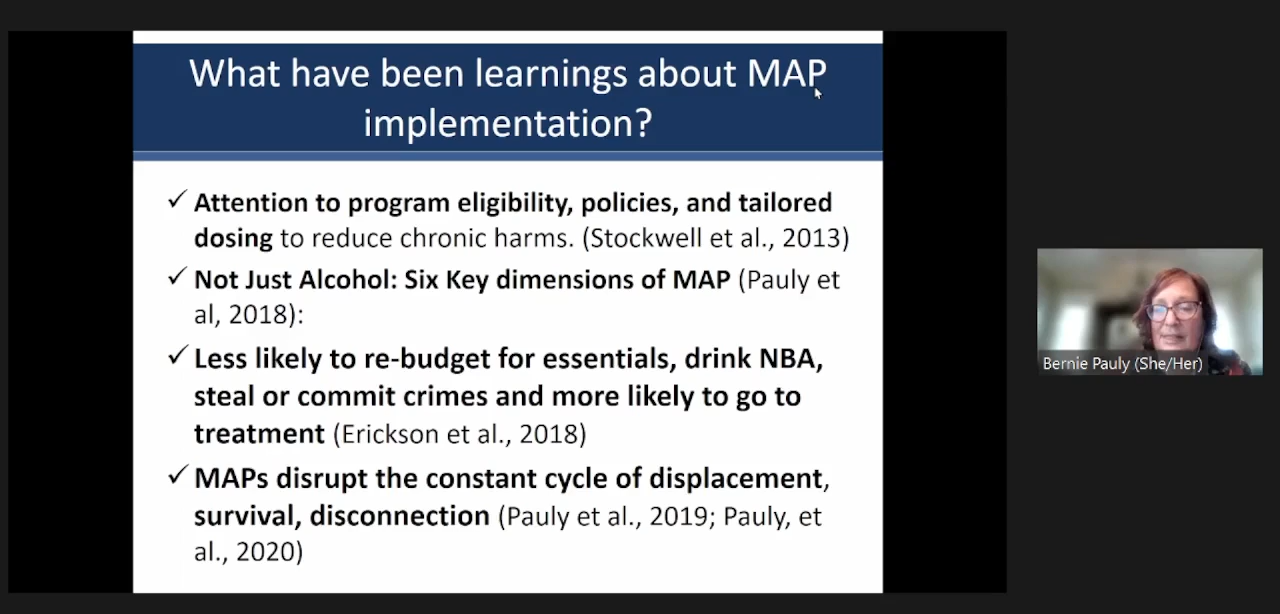 What have been learnings about MAP
implementation?
✓ Attention to program eligibility, policies, and tailored
dosing to reduce chronic harms. (Stockwell et al., 2013)
✓ Not Just Alcohol: Six Key dimensions of MAP (Pauly et
al, 2018):
✓ Less likely to re-budget for essentials, drink NBA,
steal or commit crimes and more likely to go to
treatment (Erickson et al., 2018)
✓ MAPs disrupt the constant cycle of displacement,
survival, disconnection (Pauly et al., 2019; Pauly, et
al., 2020)
Bernie Pauly (She/Her)